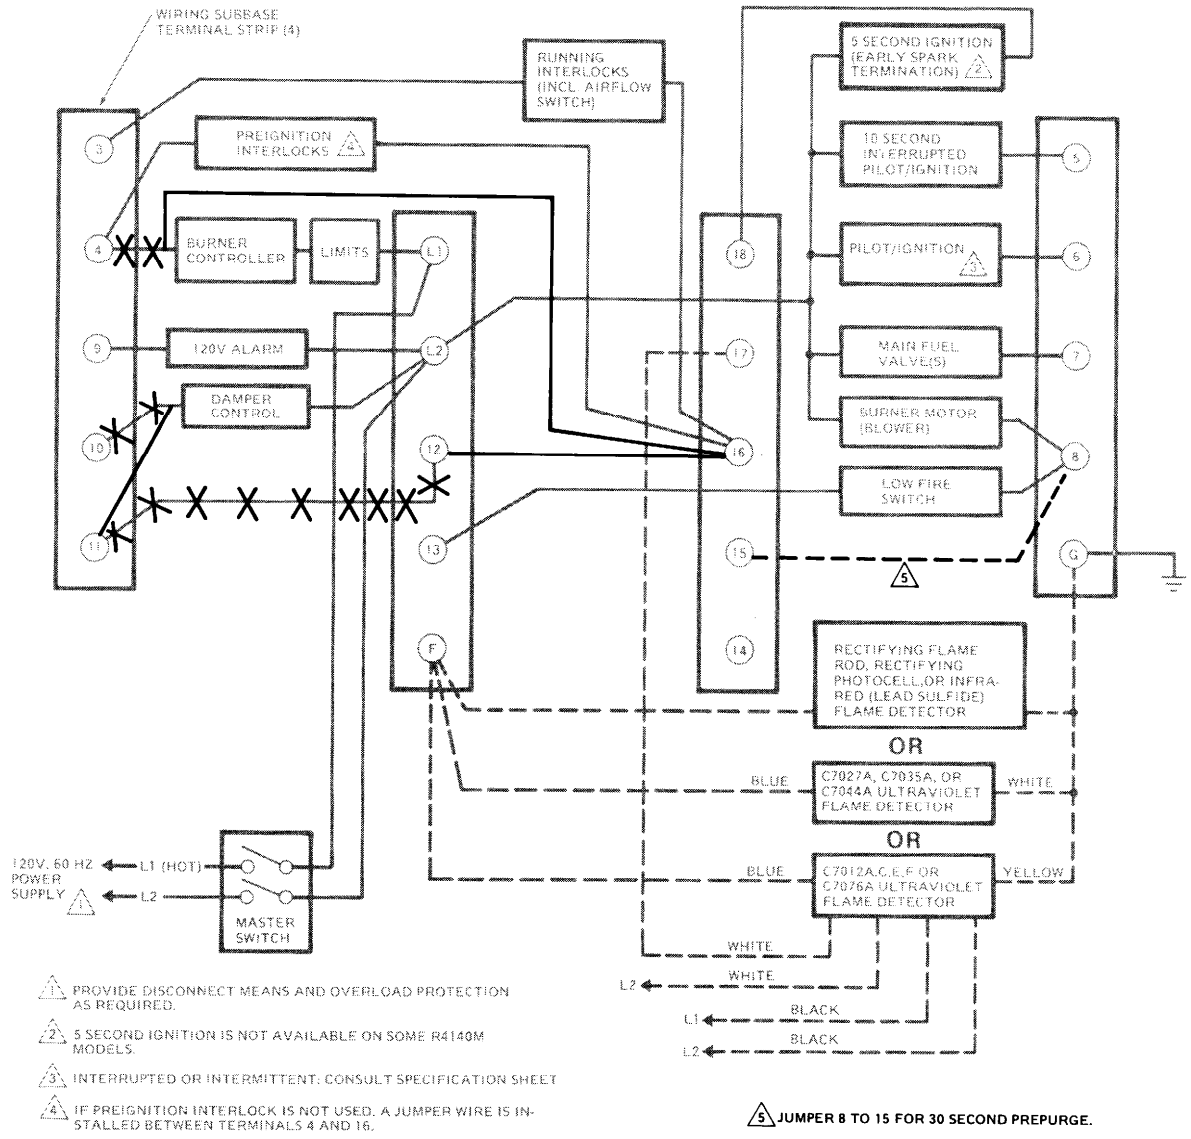 WIRING SUBBASE
TERMINAL STRIP (4)
RUNNING
INTERLOCKS
(INCL. AIRFLOW
SWITCH)
5 SECOND IGNITION
(EARLY SPARK
TERMINATION) 2
PREIGNITION
INTERLOCKS 4
10 SECOND
INTERRUPTED
PILOT/IGNITION
3
5
4
BURNER
CONTROLLER
LIMITS
L1
18
PILOT/IGNITION
3
6
9
120V ALARM
L2
17
MAIN FUEL
VALVE(S)
7
DAMPER
CONTROL
10
12
16
BURNER MOTOR
(BLOWER)
8
LOW FIRE
SWITCH
11
13
15
5
G
F
14
RECTIFYING FLAME
ROD, RECTIFYING
PHOTOCELL,OR INFRA-
RED (LEAD SULFIDE)
FLAME DETECTOR
OR
BLUE
C7027A, C7035A, OR
C7044A ULTRAVIOLET
FLAME DETECTOR
WHITE
OR
BLUE
C7012A,C,E,F OR
C7076A ULTRAVIOLET
FLAME DETECTOR
YELLOW
120V, 60 HZ
POWER
SUPPLY 1
L1 (HOT)
L2
MASTER
SWITCH
WHITE
WHITE
L2
BLACK
L1
BLACK
L2
1 PROVIDE DISCONNECT MEANS AND OVERLOAD PROTECTION
AS REQUIRED.
2 5 SECOND IGNITION IS NOT AVAILABLE ON SOME R4140M
MODELS.
3 INTERRUPTED OR INTERMITTENT; CONSULT SPECIFICATION SHEET
4 IF PREIGNITION INTERLOCK IS NOT USED, A JUMPER WIRE IS IN-
STALLED BETWEEN TERMINALS 4 AND 16.
5 JUMPER 8 TO 15 FOR 30 SECOND PREPURGE.